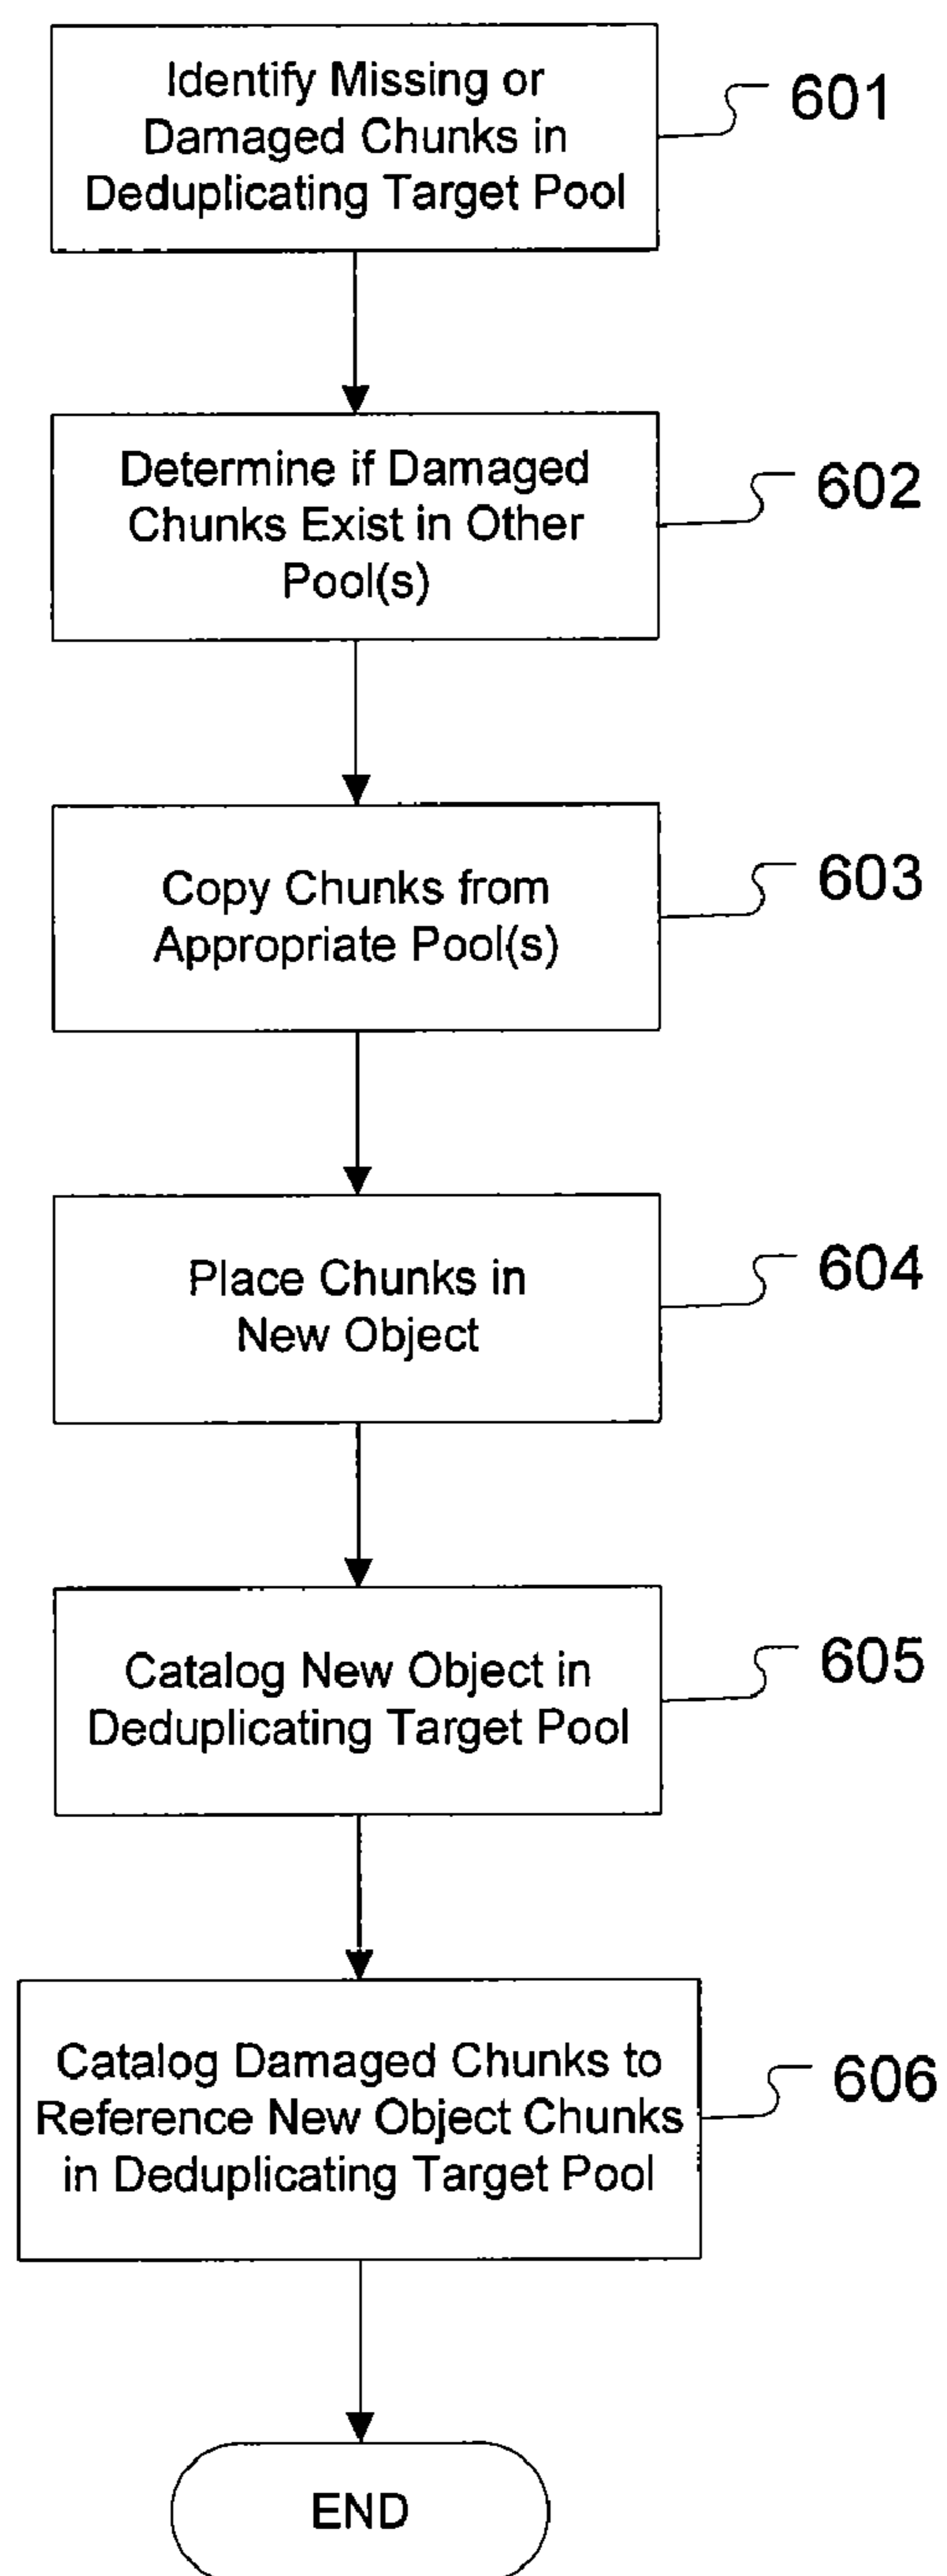 Identify Missing or
Damaged Chunks in
Deduplicating Target Pool
601
Determine if Damaged
Chunks Exist in Other
Pool(s)
602
Copy Chunks from
Appropriate Pool(s)
603
Place Chunks in
New Object
604
Catalog New Object in
Deduplicating Target Pool
605
Catalog Damaged Chunks to
Reference New Object Chunks
in Deduplicating Target Pool
606
END